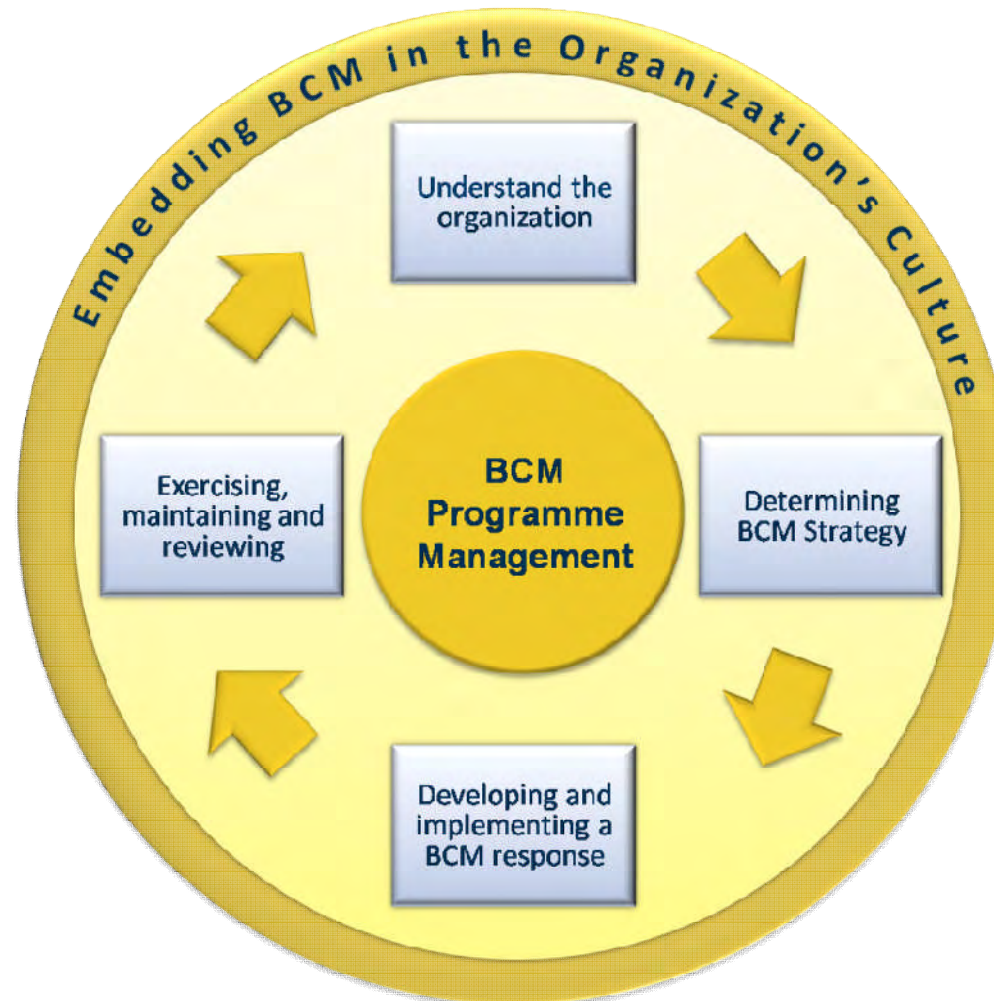 Embedding BCM in the Organization's Culture
Understand the
organization
Exercising,
maintaining and
reviewing
BCM
Programme
Management
Determining
BCM Strategy
Developing and
implementing a
BCM response